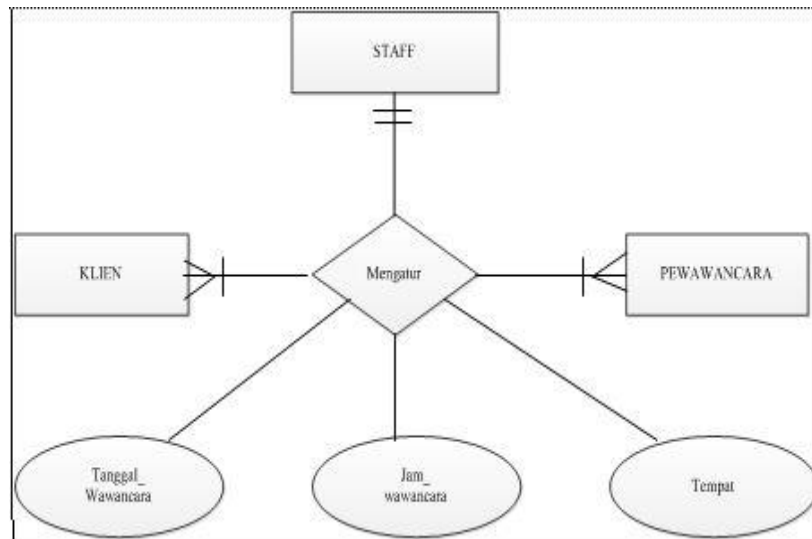 STAFF
KLIEN
Mengatur
PEWAWANCARA
Tanggal_
Wawancara
Jam_
wawancara
Tempat